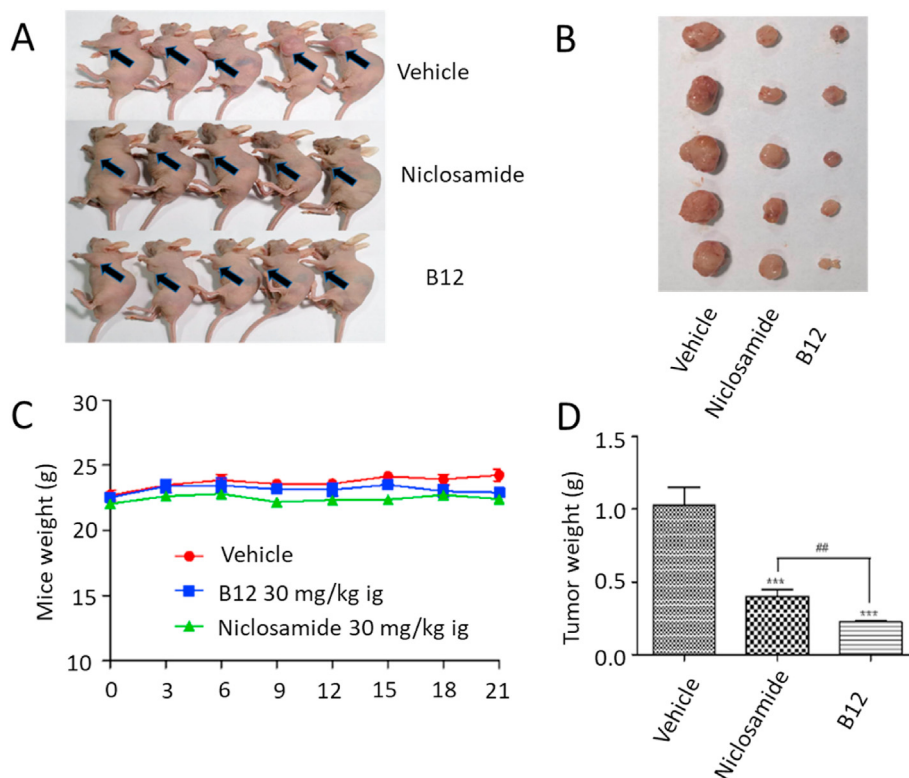 A
Vehicle
Niclosamide
B12
B
Vehicle
Niclosamide
B12
C
Mice weight (g)
30
25
20
15
10
Vehicle
B12 30 mg/kg ig
Niclosamide 30 mg/kg ig
0 3 6 9 12 15 18 21
D
Tumor weight (g)
1.5
1.0
0.5
0.0
##
***
***
Vehicle
Niclosamide
B12